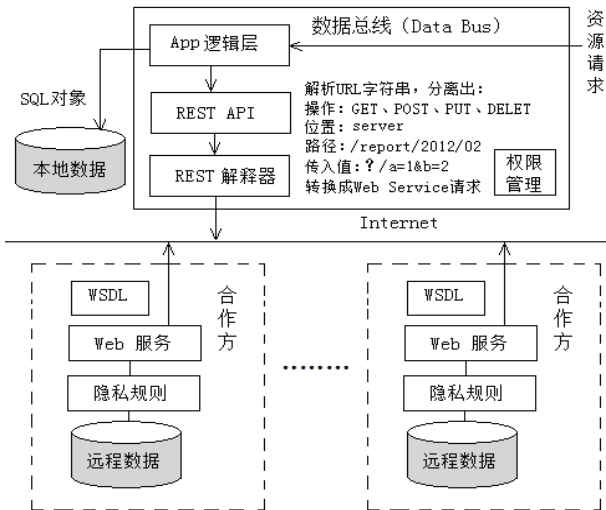 数据总线（Data Bus）
资源请求
App逻辑层
SQL对象
本地数据
REST API
REST 解释器
解析URL字符串，分离出：
操作：GET、POST、PUT、DELET
位置：server
路径：/report/2012/02
传入值：？/a=1&b=2
转换成Web Service请求
权限
管理
Internet
WSDL
合作方
Web 服务
隐私规则
远程数据
········
WSDL
合作方
Web 服务
隐私规则
远程数据